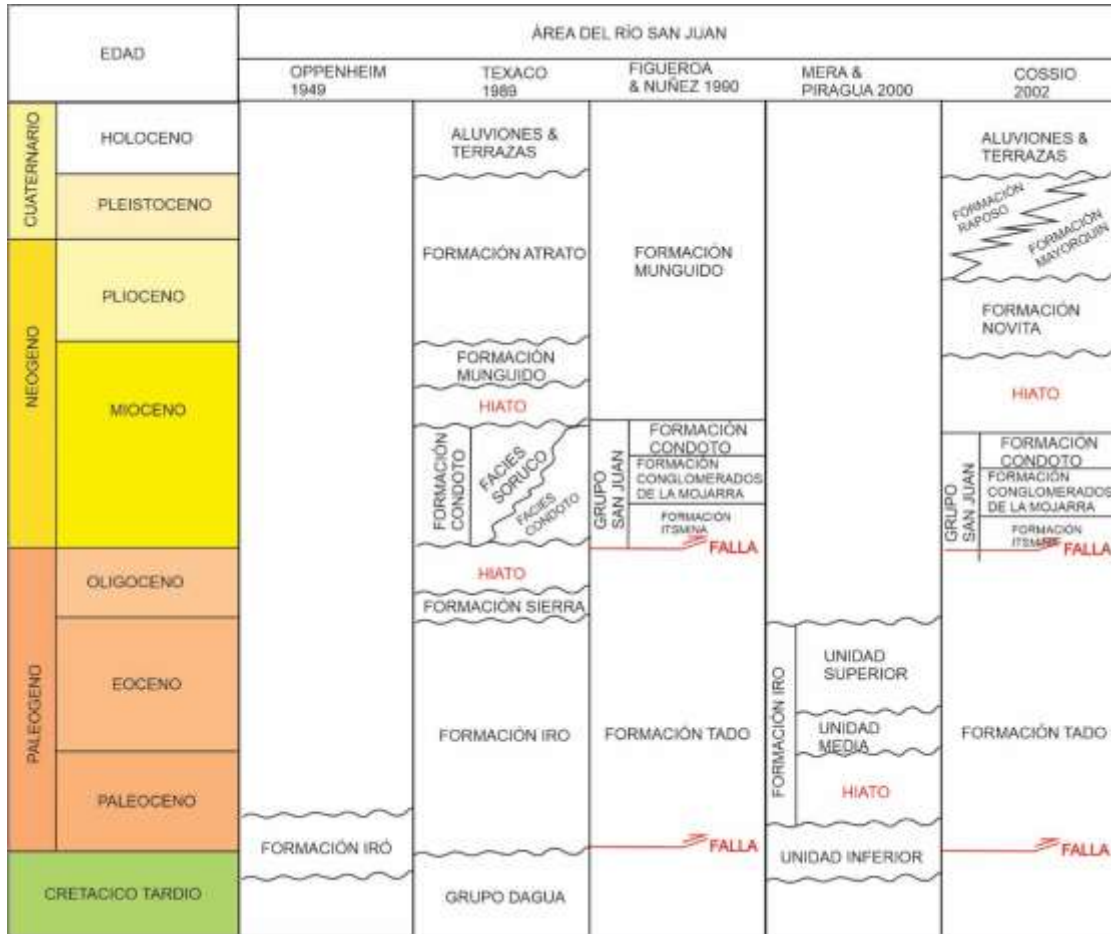 EDAD
ÁREA DEL RÍO SAN JUAN
OPPENHEIM
1949
TEXACO
1989
FIGUEROA
& NUÑEZ 1990
MERA &
PIRAGUA 2000
COSSIO
2002
CUATERNARIO
HOLOCENO
PLEISTOCENO
NEOGENO
PLIOCENO
MIOCENO
PALEOGENO
OLIGOCENO
EOCENO
PALEOCENO
CRETACICO TARDIO
FORMACIÓN IRÓ
ALUVIONES &
TERRAZAS
FORMACIÓN ATRATO
FORMACIÓN
MUNGUIDO
HIATO
FORMACIÓN
CONDOTO
FACIES
SORUCO
FACIES
CONDOTO
HIATO
FORMACIÓN SIERRA
FORMACIÓN IRO
GRUPO DAGUA
FORMACIÓN
MUNGUIDO
GRUPO
SAN JUAN
FORMACIÓN
CONDOTO
FORMACIÓN
CONGLOMERADOS
DE LA MOJARRA
FORMACIÓN
ITSMINA
FALLA
FORMACIÓN TADO
FALLA
FORMACIÓN IRO
UNIDAD
SUPERIOR
UNIDAD
MEDIA
HIATO
UNIDAD INFERIOR
ALUVIONES &
TERRAZAS
FORMACIÓN
RAPOSO
FORMACIÓN
MAYORQUIN
FORMACIÓN
NOVITA
HIATO
GRUPO
SAN JUAN
FORMACIÓN
CONDOTO
FORMACIÓN
CONGLOMERADOS
DE LA MOJARRA
FORMACIÓN
FALLA
FORMACIÓN TADO
FALLA